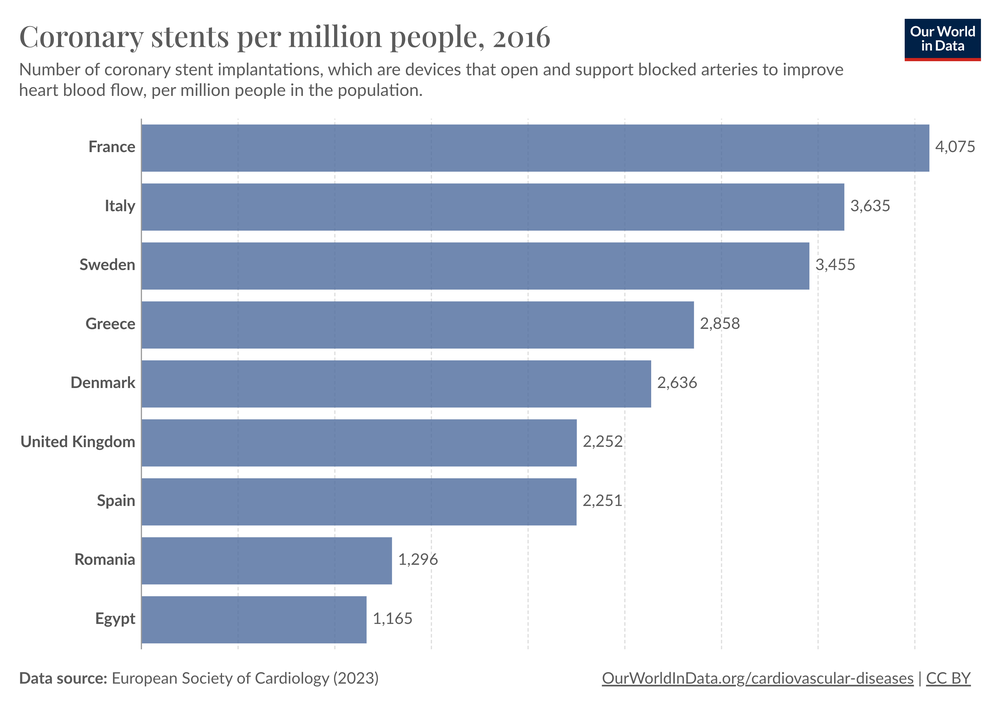 Coronary stents per million people, 2016
Our World
in Data
Number of coronary stent implantations, which are devices that open and support blocked arteries to improve
heart blood flow, per million people in the population.
France 4,075
Italy 3,635
Sweden 3,455
Greece 2,858
Denmark 2,636
United Kingdom 2,252
Spain 2,251
Romania 1,296
Egypt 1,165
Data source: European Society of Cardiology (2023) OurWorldInData.org/cardiovascular-diseases | CC BY